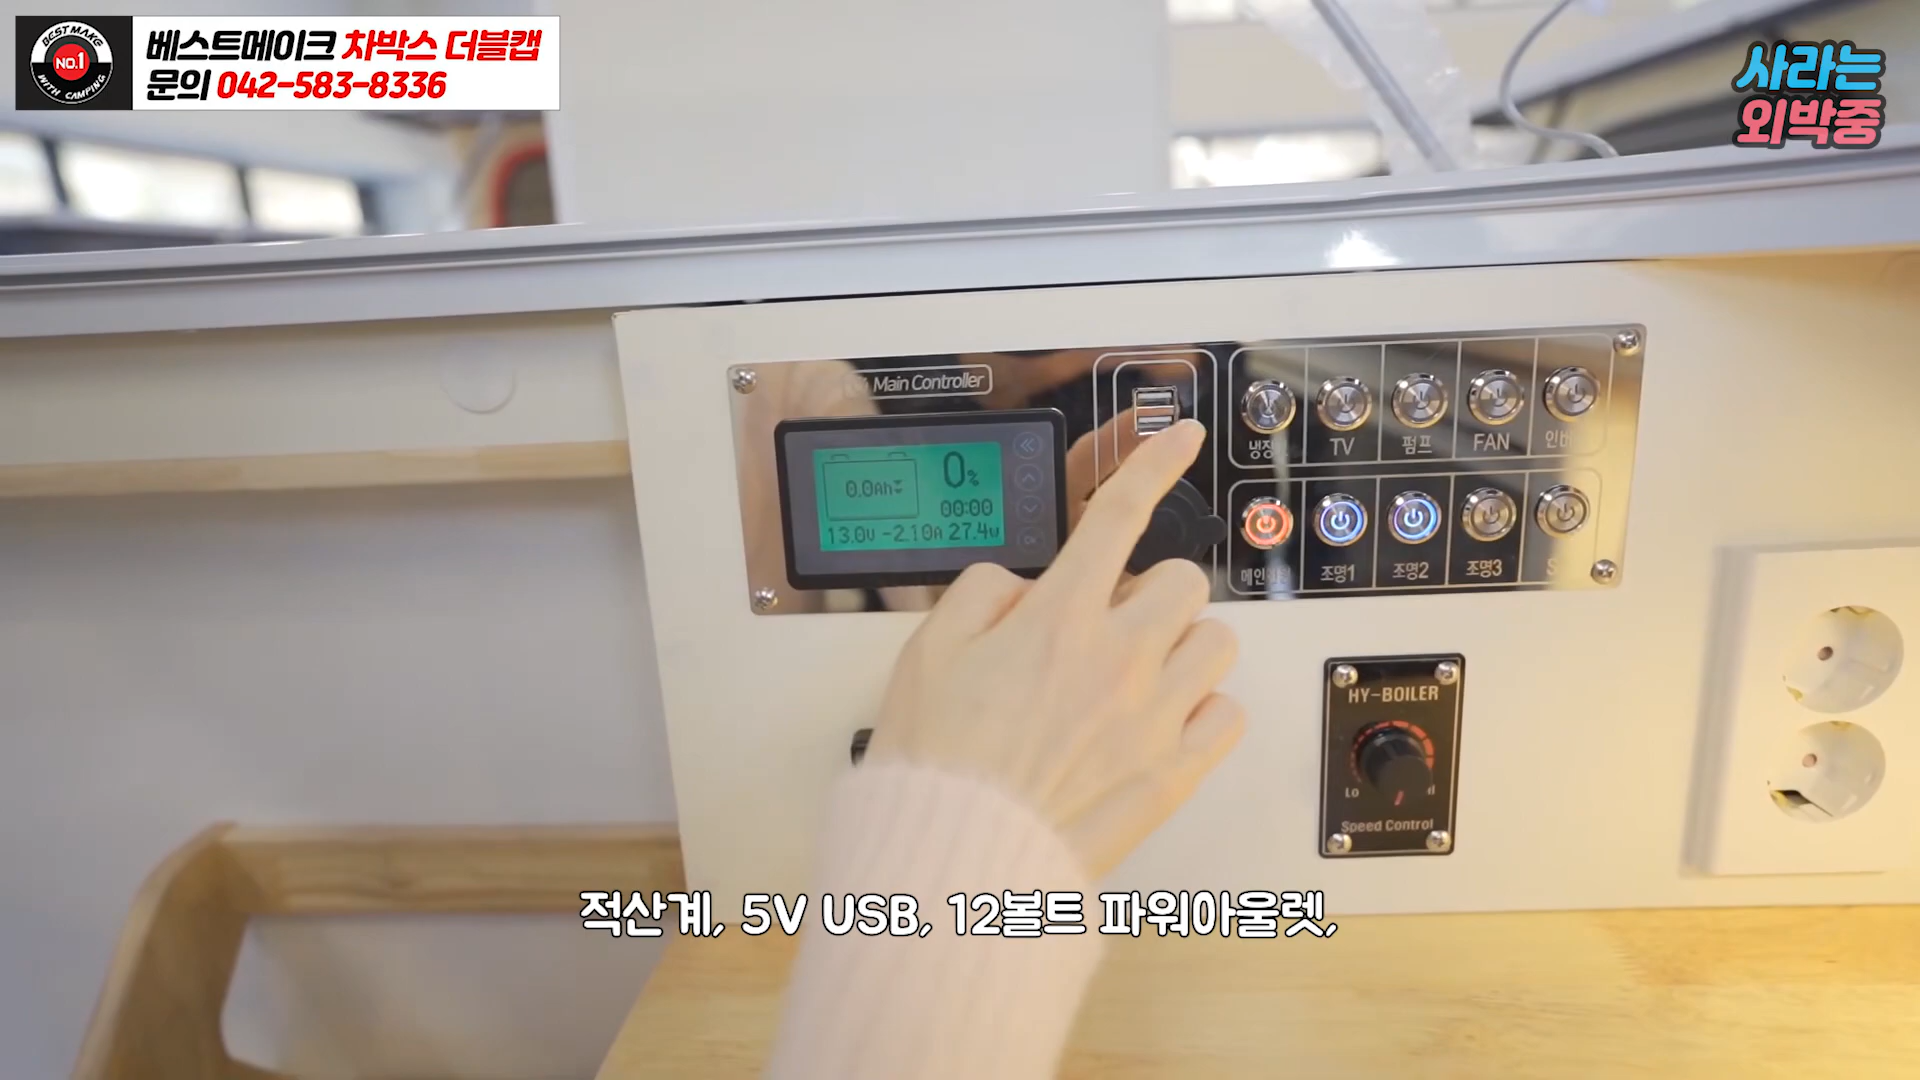 BEST MAKE
NO.1
WITH CAMPING
베스트메이크 차박스 더블캡
문의 042-583-8336
사라는
외박중
Main Controller
0.0Ah
0%
00:00
13.0V -2.10A 27.4W
OK
TV
펌프
FAN
조명1
조명2
조명3
HY-BOILER
Speed Control
적산계, 5V USB, 12볼트 파워아울렛,